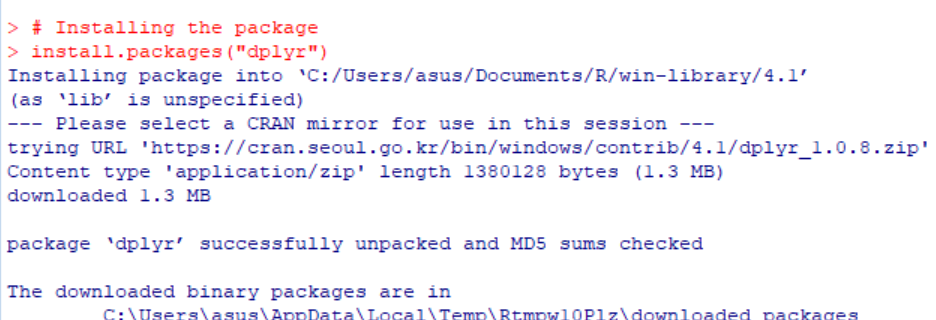 > # Installing the package
> install.packages("dplyr")
Installing package into ‘C:/Users/asus/Documents/R/win-library/4.1’
(as ‘lib’ is unspecified)
--- Please select a CRAN mirror for use in this session ---
trying URL 'https://cran.seoul.go.kr/bin/windows/contrib/4.1/dplyr_1.0.8.zip'
Content type 'application/zip' length 1380128 bytes (1.3 MB)
downloaded 1.3 MB
package ‘dplyr’ successfully unpacked and MD5 sums checked
The downloaded binary packages are in
C:\Users\asus\AppData\Local\Temp\Rtmpw10Plz\downloaded_packages